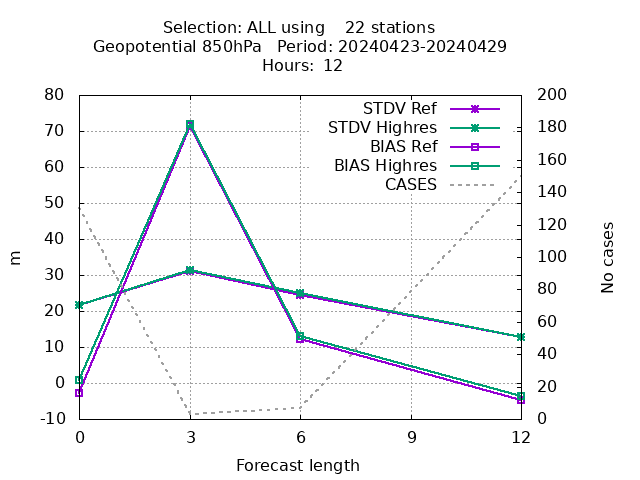 Selection: ALL using    22 stations
Geopotential 850hPa   Period: 20240423-20240429
Hours:  12
80
70
60
50
40
30
20
10
0
-10
m
STDV Ref
STDV Highres
BIAS Ref
BIAS Highres
CASES
200
180
160
140
120
100
80
60
40
20
0
No cases
0 3 6 9 12
Forecast length